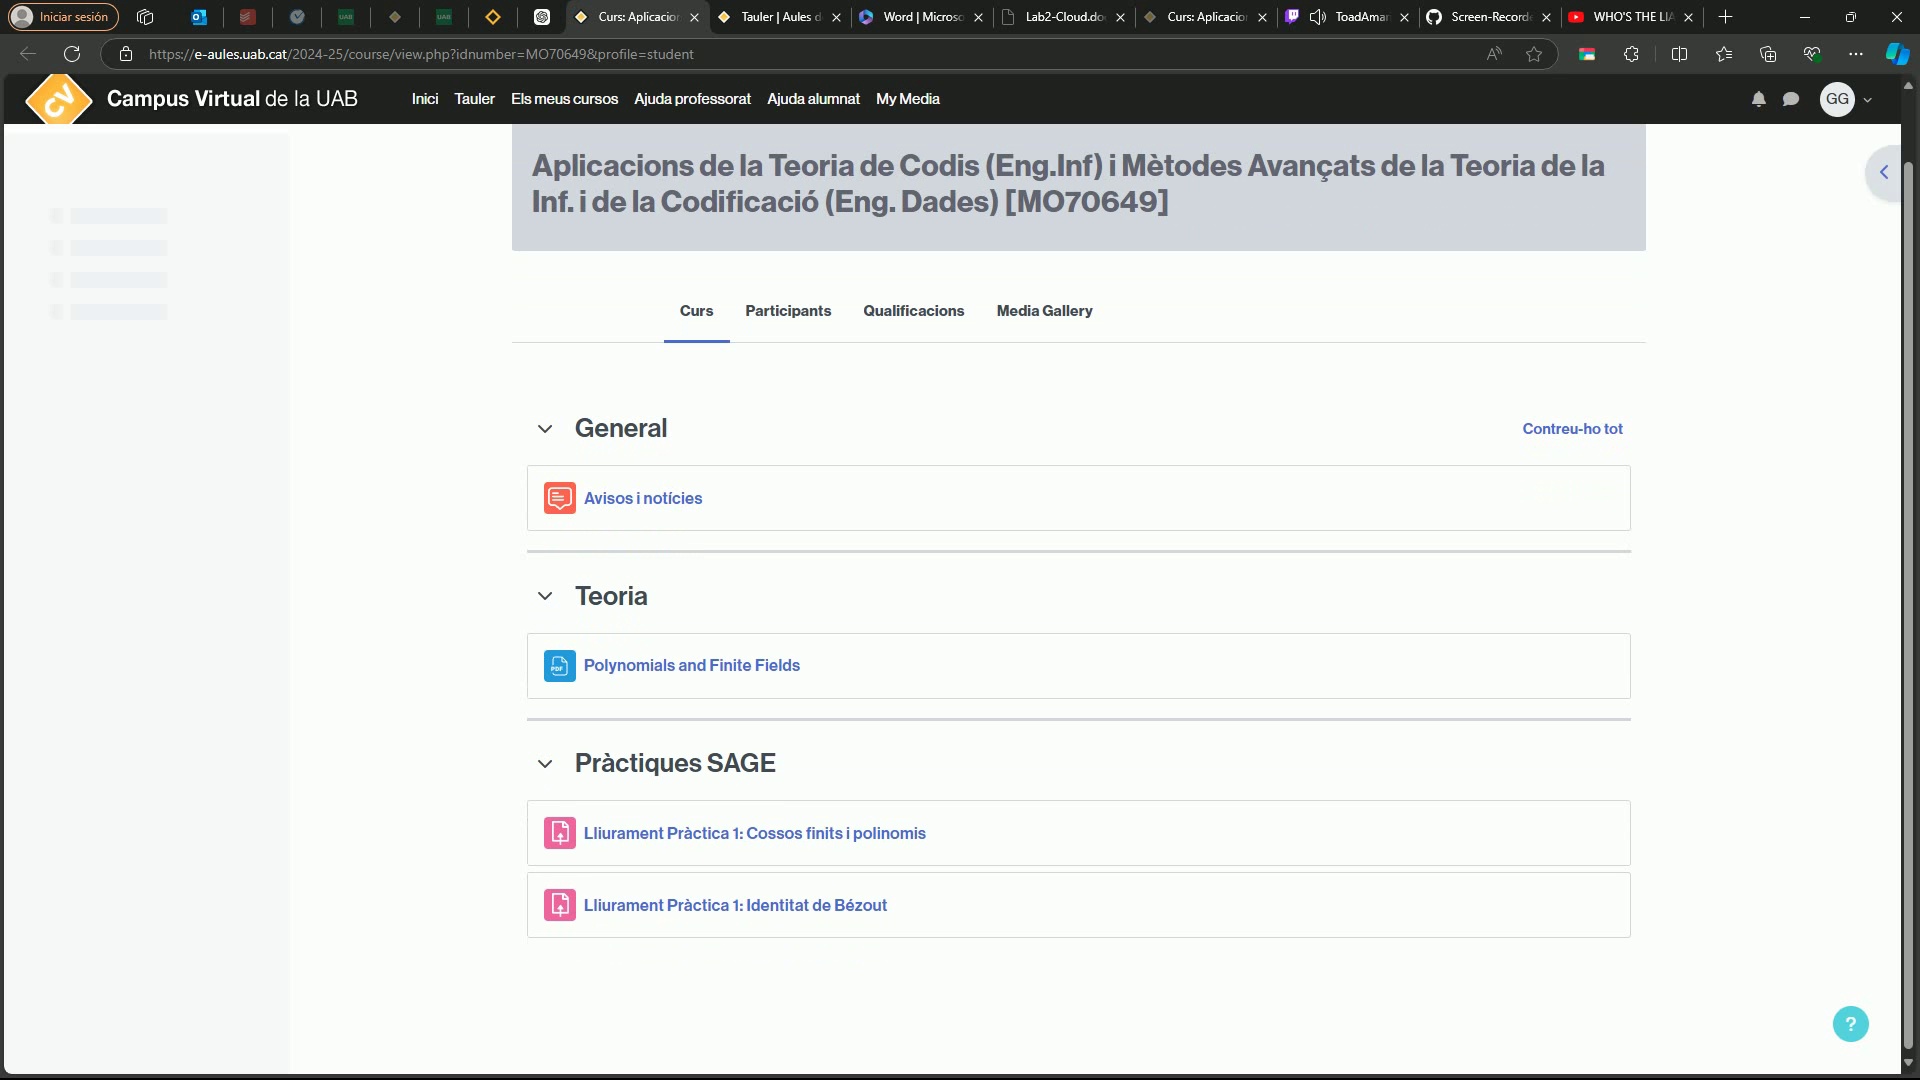 Iniciar sesión
Curs: Aplicacion
Tauler | Aules d
Word | Microso
Lab2-Cloud.do
Curs: Aplicacion
ToadAmar
Screen-Recorde
WHO'S THE LIA
https://e-aules.uab.cat/2024-25/course/view.php?idnumber=MO70649&profile=student
CV
Campus Virtual de la UAB
Inici
Tauler
Els meus cursos
Ajuda professorat
Ajuda alumnat
My Media
GG
Aplicacions de la Teoria de Codis (Eng.Inf) i Mètodes Avançats de la Teoria de la
Inf. i de la Codificació (Eng. Dades) [MO70649]
Curs
Participants
Qualificacions
Media Gallery
General
Contreu-ho tot
Avisos i notícies
Teoria
PDF
Polynomials and Finite Fields
Pràctiques SAGE
Lliurament Pràctica 1: Cossos finits i polinomis
Lliurament Pràctica 1: Identitat de Bézout
?